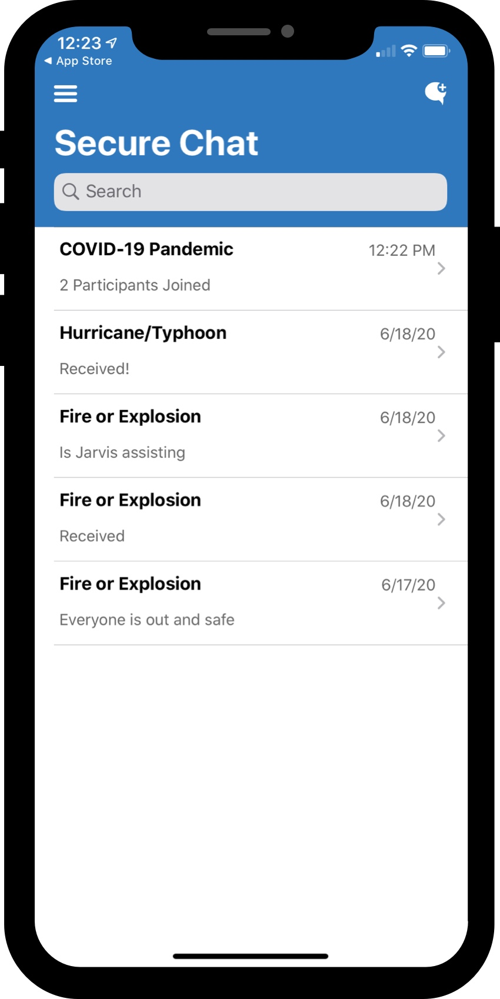 12:23
App Store
Secure Chat
Search
COVID-19 Pandemic
12:22 PM
2 Participants Joined
Hurricane/Typhoon
6/18/20
Received!
Fire or Explosion
6/18/20
Is Jarvis assisting
Fire or Explosion
6/18/20
Received
Fire or Explosion
6/17/20
Everyone is out and safe